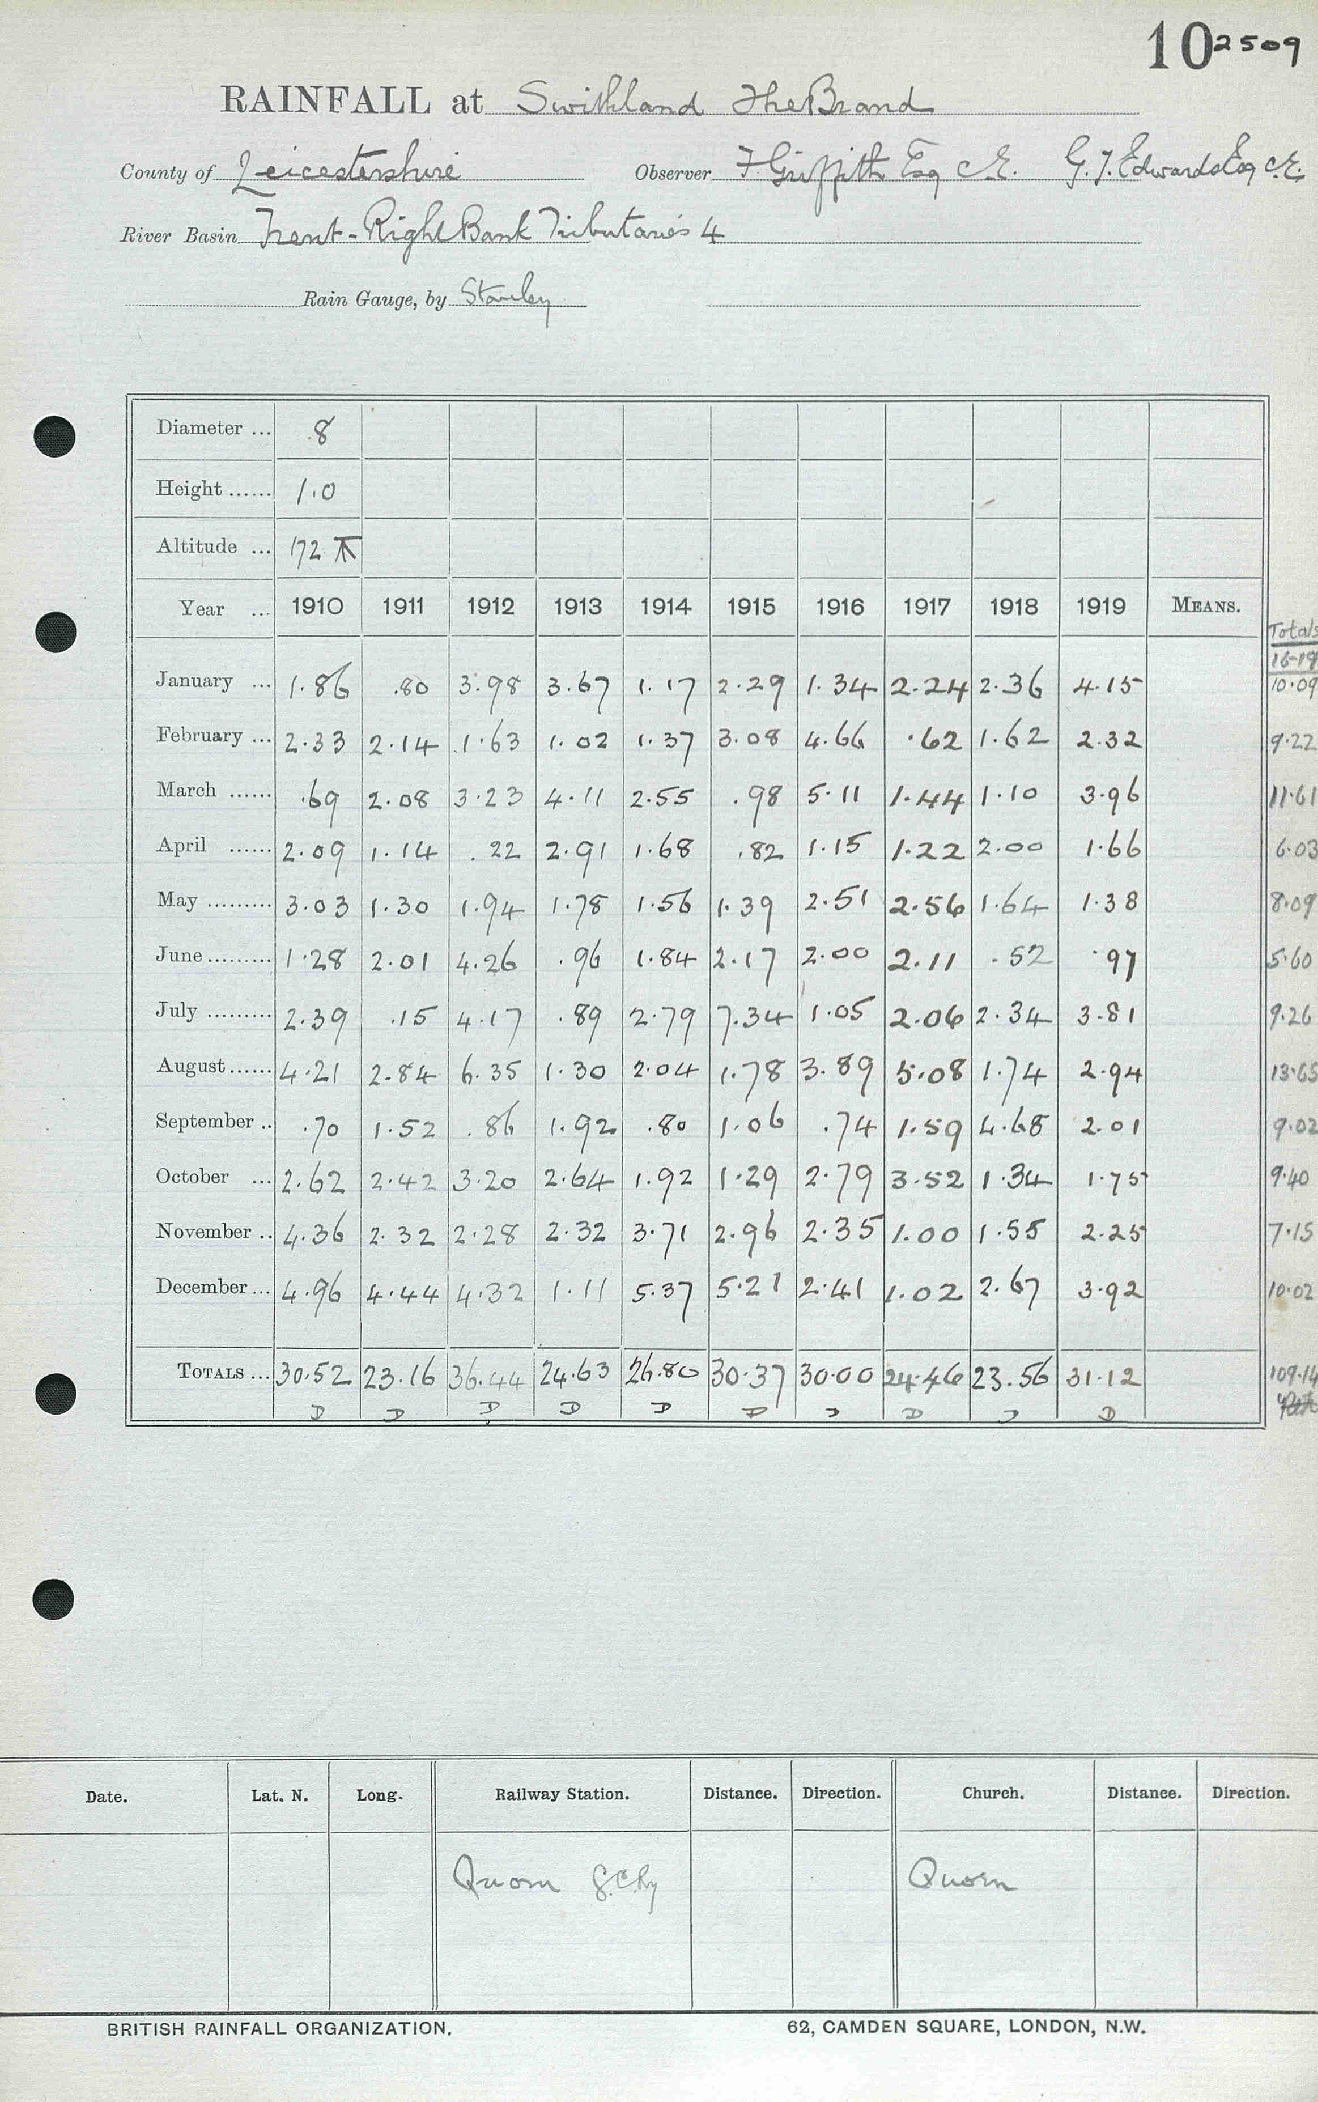 10 2509
RAINFALL at Swithland The Brand
County of Leicestershire Observer F Griffith Esq C.E. G.J. Edwards Esq C.E.
River Basin Trent-Right Bank Tributaries 4
Rain Gauge, by Stanley
Diameter ... 8
Height ...... 1.0
Altitude ... 172
Year ... 1910 1911 1912 1913 1914 1915 1916 1917 1918 1919 MEANS. Totals 16-19
January ... 1.86 .80 3.98 3.67 1.17 2.29 1.34 2.24 2.36 4.15 10.09
February ... 2.33 2.14 1.63 1.02 1.37 3.08 4.66 .62 1.62 2.32 9.22
March ...... .69 2.08 3.23 4.11 2.55 .98 5.11 1.44 1.10 3.96 11.61
April ...... 2.09 1.14 .22 2.91 1.68 .82 1.15 1.22 2.00 1.66 6.03
May ......... 3.03 1.30 1.94 1.78 1.56 1.39 2.51 2.56 1.64 1.38 8.09
June ......... 1.28 2.01 4.26 .96 1.84 2.17 2.00 2.11 .52 .97 5.60
July ......... 2.39 .15 4.17 .89 2.79 7.34 1.05 2.06 2.34 3.81 9.26
August ...... 4.21 2.84 6.35 1.30 2.04 1.78 3.89 5.08 1.74 2.94 13.65
September .. .70 1.52 .86 1.92 .80 1.06 .74 1.59 4.68 2.01 9.02
October ... 2.62 2.42 3.20 2.64 1.92 1.29 2.79 3.52 1.34 1.75 9.40
November .. 4.36 2.32 2.28 2.32 3.71 2.96 2.35 1.00 1.55 2.25 7.15
December ... 4.96 4.44 4.32 1.11 5.37 5.21 2.41 1.02 2.67 3.92 10.02
TOTALS ... 30.52 23.16 36.44 24.63 26.80 30.37 30.00 24.46 23.56 31.12 109.14
D D D D D D D D D D
Date. Lat. N. Long. Railway Station. Distance. Direction. Church. Distance. Direction.
Quorn G.C. Ry Quorn
BRITISH RAINFALL ORGANIZATION. 62, CAMDEN SQUARE, LONDON, N.W.